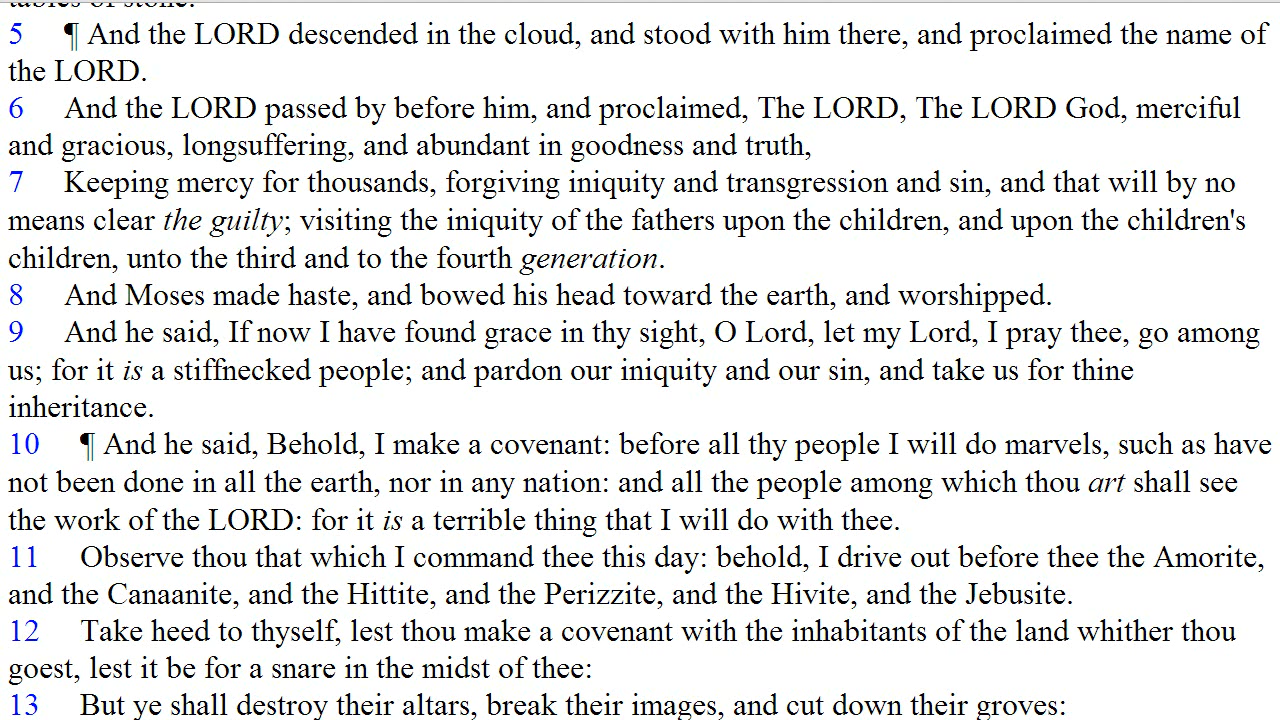 tables of stone.
5 ¶ And the LORD descended in the cloud, and stood with him there, and proclaimed the name of
the LORD.
6 And the LORD passed by before him, and proclaimed, The LORD, The LORD God, merciful
and gracious, longsuffering, and abundant in goodness and truth,
7 Keeping mercy for thousands, forgiving iniquity and transgression and sin, and that will by no
means clear the guilty; visiting the iniquity of the fathers upon the children, and upon the children's
children, unto the third and to the fourth generation.
8 And Moses made haste, and bowed his head toward the earth, and worshipped.
9 And he said, If now I have found grace in thy sight, O Lord, let my Lord, I pray thee, go among
us; for it is a stiffnecked people; and pardon our iniquity and our sin, and take us for thine
inheritance.
10 ¶ And he said, Behold, I make a covenant: before all thy people I will do marvels, such as have
not been done in all the earth, nor in any nation: and all the people among which thou art shall see
the work of the LORD: for it is a terrible thing that I will do with thee.
11 Observe thou that which I command thee this day: behold, I drive out before thee the Amorite,
and the Canaanite, and the Hittite, and the Perizzite, and the Hivite, and the Jebusite.
12 Take heed to thyself, lest thou make a covenant with the inhabitants of the land whither thou
goest, lest it be for a snare in the midst of thee:
13 But ye shall destroy their altars, break their images, and cut down their groves: